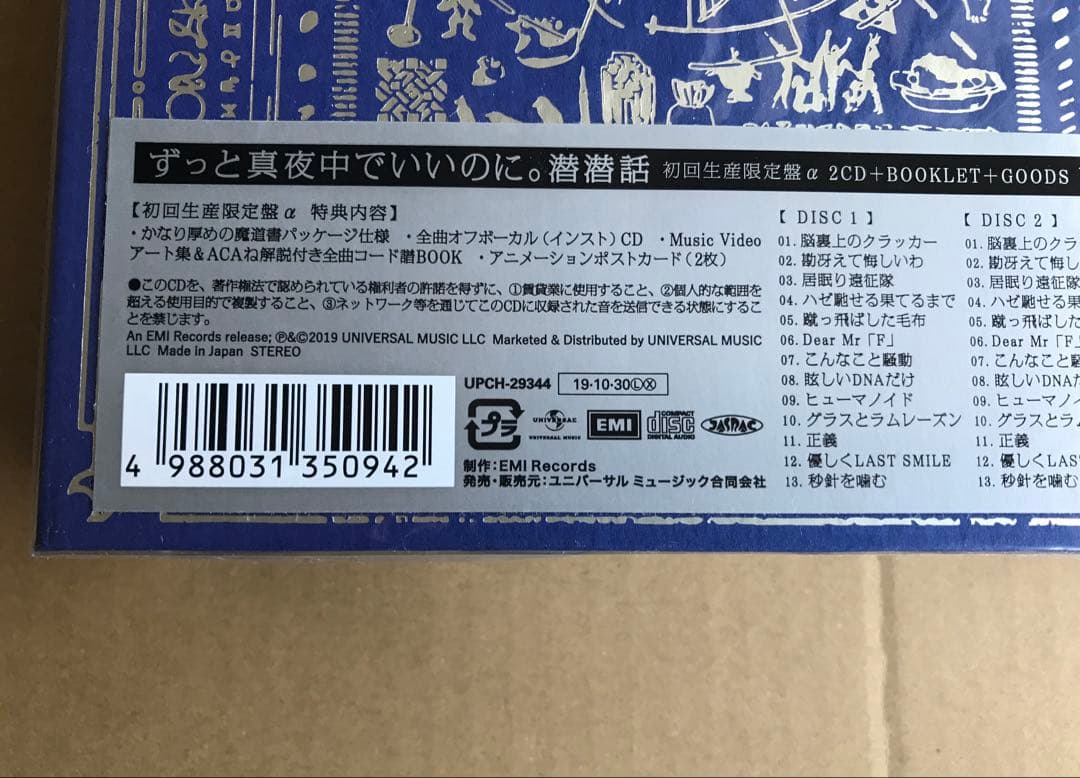 ずっと真夜中でいいのに。潜潜話 初回生産限定盤α 2CD+BOOKLET+GOODS
【初回生産限定盤α 特典内容】
・かなり厚めの魔道書パッケージ仕様 ・全曲オフボーカル(インスト)CD ・Music Video
アート集&ACAね解説付き全曲コード譜BOOK ・アニメーションポストカード(2枚)
●このCDを、著作権法で認められている権利者の許諾を得ずに、①賃貸業に使用すること、②個人的な範囲を
超える使用目的で複製すること、③ネットワーク等を通じてこのCDに収録された音を送信できる状態にするこ
とを禁じます。
An EMI Records release; ℗&©2019 UNIVERSAL MUSIC LLC Marketed & Distributed by UNIVERSAL MUSIC
LLC Made in Japan STEREO
UPCH-29344 19·10·30ⓁⓍ
プラ
UNIVERSAL
UNIVERSAL MUSIC
EMI
COMPACT
disc
DIGITAL AUDIO
JASRAC
4 988031 350942
制作:EMI Records
発売・販売元:ユニバーサル ミュージック合同会社
【 DISC 1 】
01. 脳裏上のクラッカー
02. 勘冴えて悔しいわ
03. 居眠り遠征隊
04. ハゼ馳せる果てるまで
05. 蹴っ飛ばした毛布
06. Dear Mr「F」
07. こんなこと騒動
08. 眩しいDNAだけ
09. ヒューマノイド
10. グラスとラムレーズン
11. 正義
12. 優しくLAST SMILE
13. 秒針を噛む
【 DISC 2 】
01. 脳裏上のクラ
02. 勘冴えて悔し
03. 居眠り遠征隊
04. ハゼ馳せる果
05. 蹴っ飛ばした
06. Dear Mr「F」
07. こんなこと騒
08. 眩しいDNA
09. ヒューマノイ
10. グラスとラ
11. 正義
12. 優しくLAS
13. 秒針を噛む